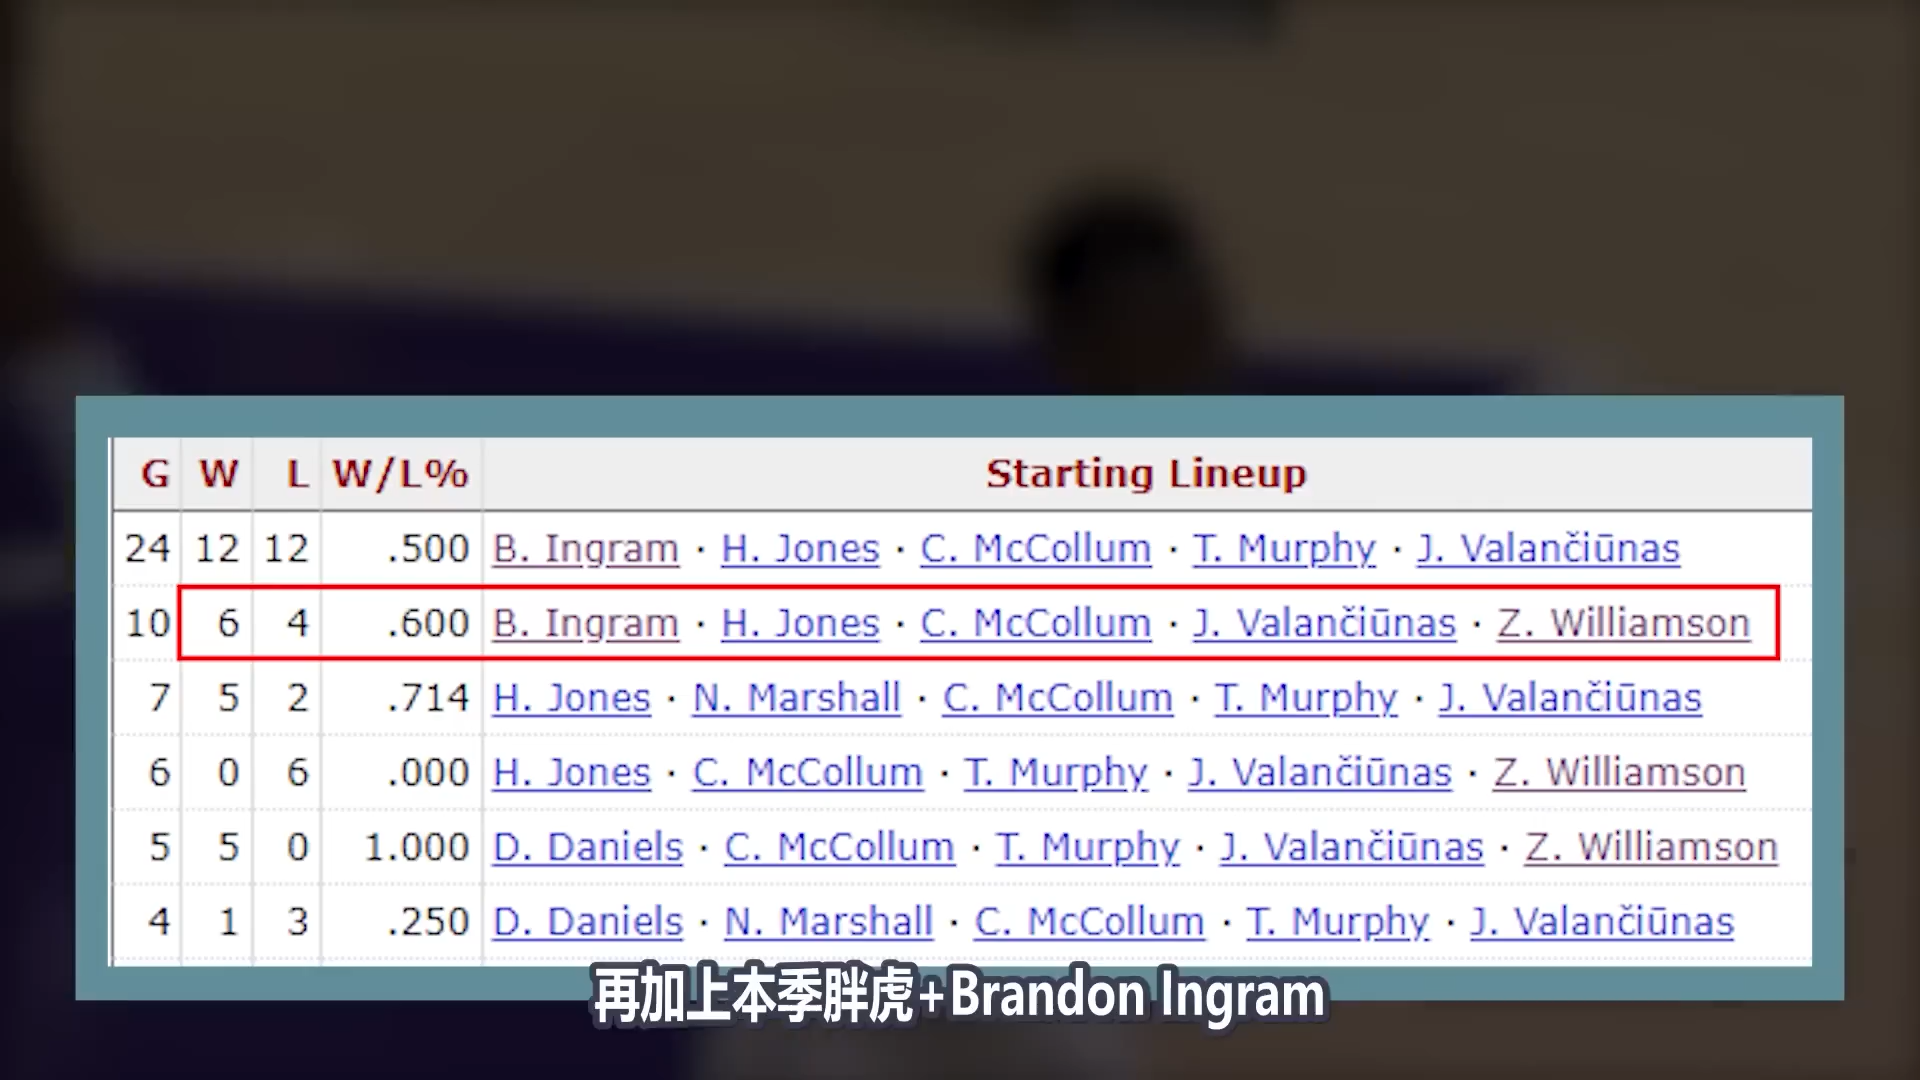 G W L W/L% Starting Lineup
24 12 12 .500 B. Ingram · H. Jones · C. McCollum · T. Murphy · J. Valančiūnas
10 6 4 .600 B. Ingram · H. Jones · C. McCollum · J. Valančiūnas · Z. Williamson
7 5 2 .714 H. Jones · N. Marshall · C. McCollum · T. Murphy · J. Valančiūnas
6 0 6 .000 H. Jones · C. McCollum · T. Murphy · J. Valančiūnas · Z. Williamson
5 5 0 1.000 D. Daniels · C. McCollum · T. Murphy · J. Valančiūnas · Z. Williamson
4 1 3 .250 D. Daniels · N. Marshall · C. McCollum · T. Murphy · J. Valančiūnas
再加上本季胖虎+Brandon Ingram